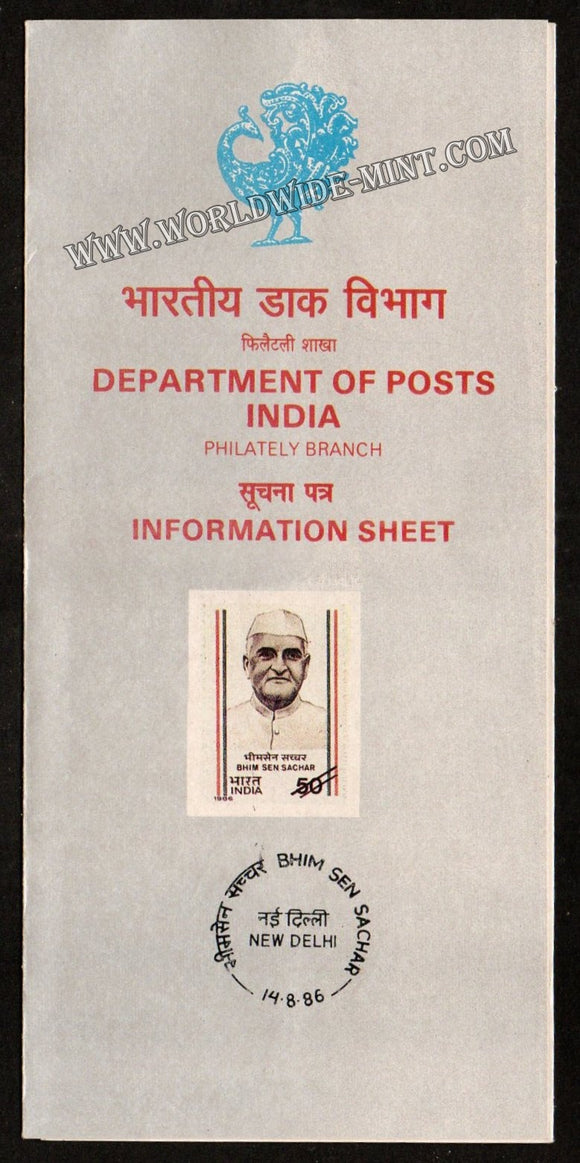 WWW.WORLDWIDE-MINT.COM
भारतीय डाक विभाग
फिलैटली शाखा
DEPARTMENT OF POSTS
INDIA
PHILATELY BRANCH
सूचना पत्र
INFORMATION SHEET
भीमसेन सच्चर
BHIM SEN SACHAR
भारत
INDIA 50
1986
भीमसेन सच्चर BHIM SEN SACHAR
नई दिल्ली
NEW DELHI
14.8.86